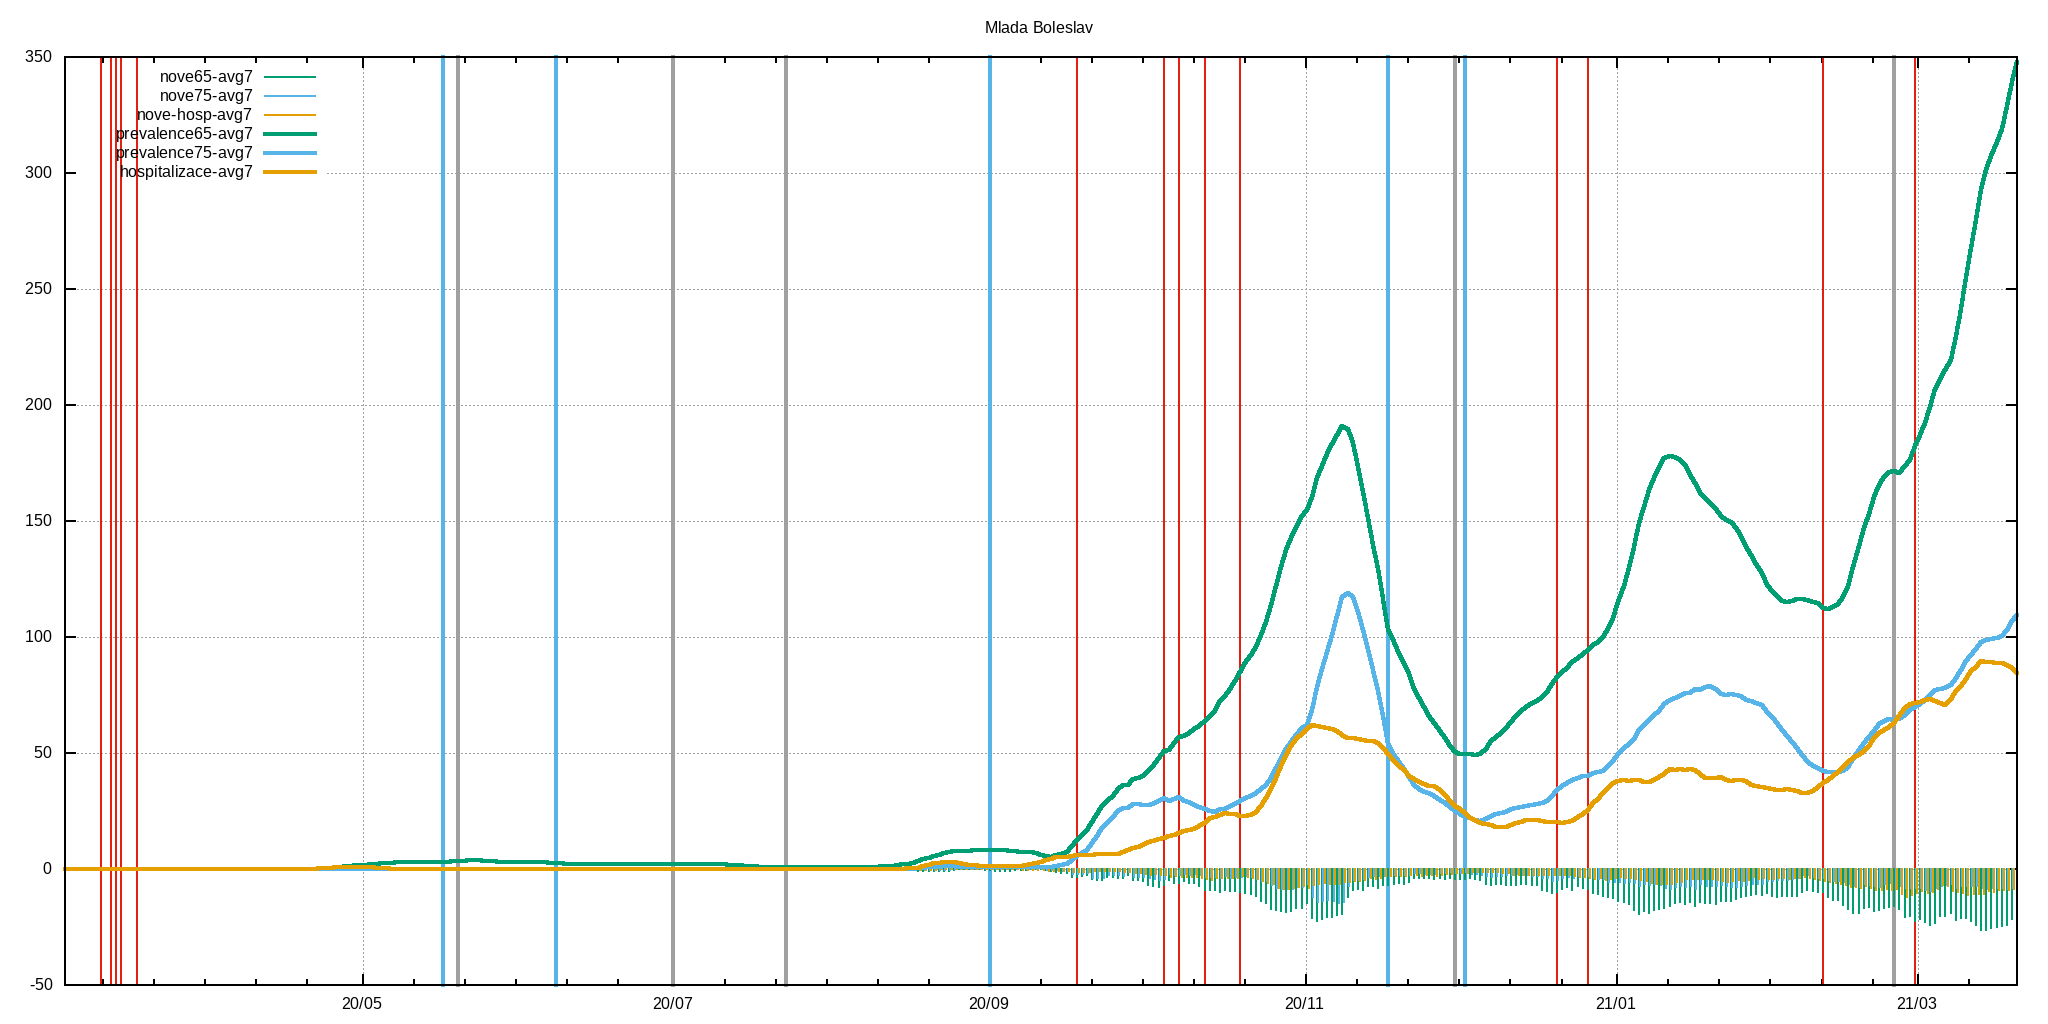 Mlada Boleslav
350
300
250
200
150
100
50
0
-50
nove65-avg7
nove75-avg7
nove-hosp-avg7
prevalence65-avg7
prevalence75-avg7
hospitalizace-avg7
20/05 20/07 20/09 20/11 21/01 21/03